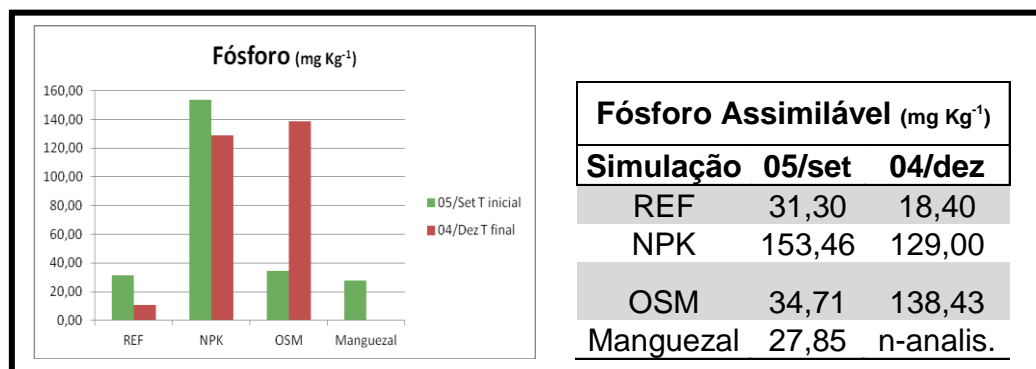 Fósforo (mg Kg-1)
160,00
140,00
120,00
100,00
80,00
60,00
40,00
20,00
0,00
REF NPK OSM Manguezal
05/Set T inicial
04/Dez T final
Fósforo Assimilável (mg Kg-1)
Simulação 05/set 04/dez
REF 31,30 18,40
NPK 153,46 129,00
OSM 34,71 138,43
Manguezal 27,85 n-analis.